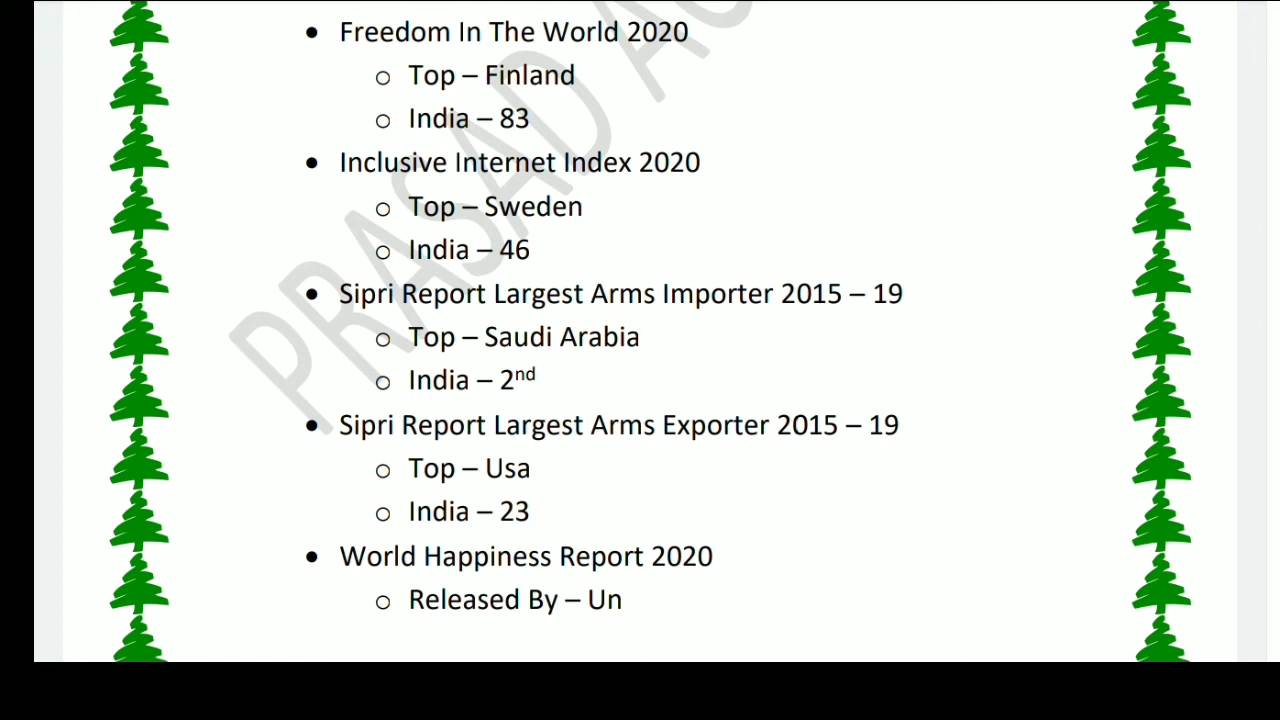 • Freedom In The World 2020
o Top – Finland
o India – 83
• Inclusive Internet Index 2020
o Top – Sweden
o India – 46
• Sipri Report Largest Arms Importer 2015 – 19
o Top – Saudi Arabia
o India – 2nd
• Sipri Report Largest Arms Exporter 2015 – 19
o Top – Usa
o India – 23
• World Happiness Report 2020
o Released By – Un
PRASAD